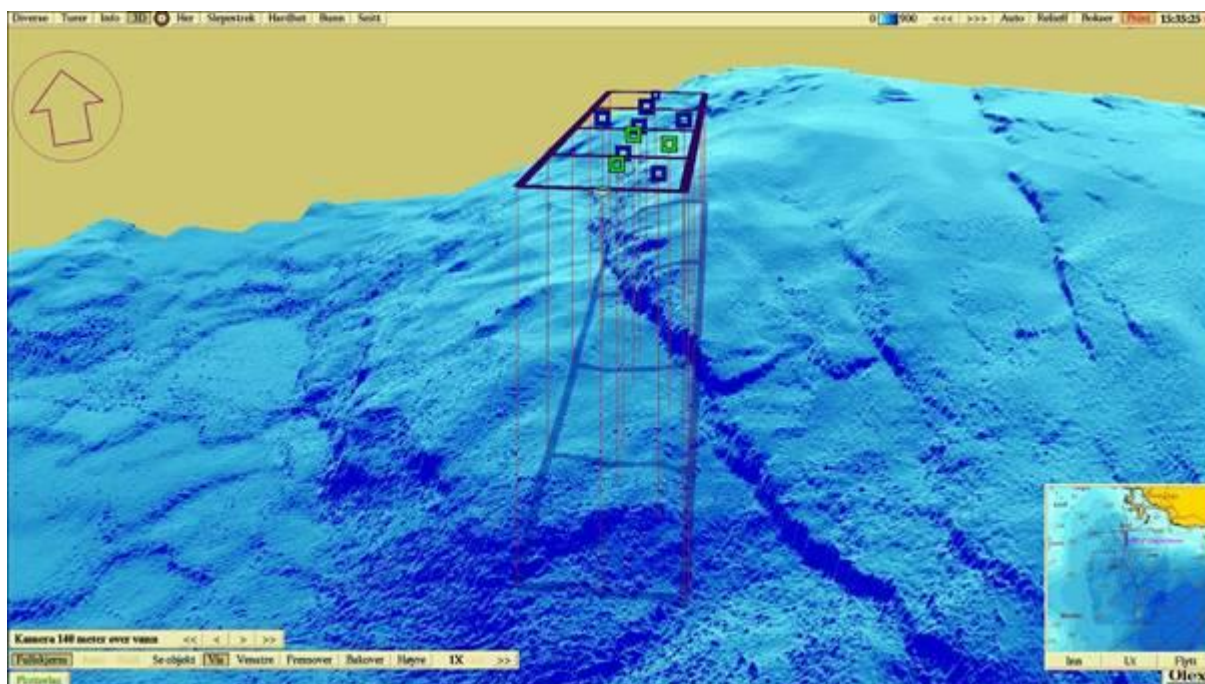 Diverse Turer Info 3D Her Slepestrek Hardhet Bunn Snitt 0 900 <<< >>> Auto Relieff Bokser 15:35:25
Kamera 140 meter over vann << < > >>
Fullskjerm Se objekt Vis Venstre Fremover Bakover Høyre 1X >>
Inn Ut Flytt
Olex